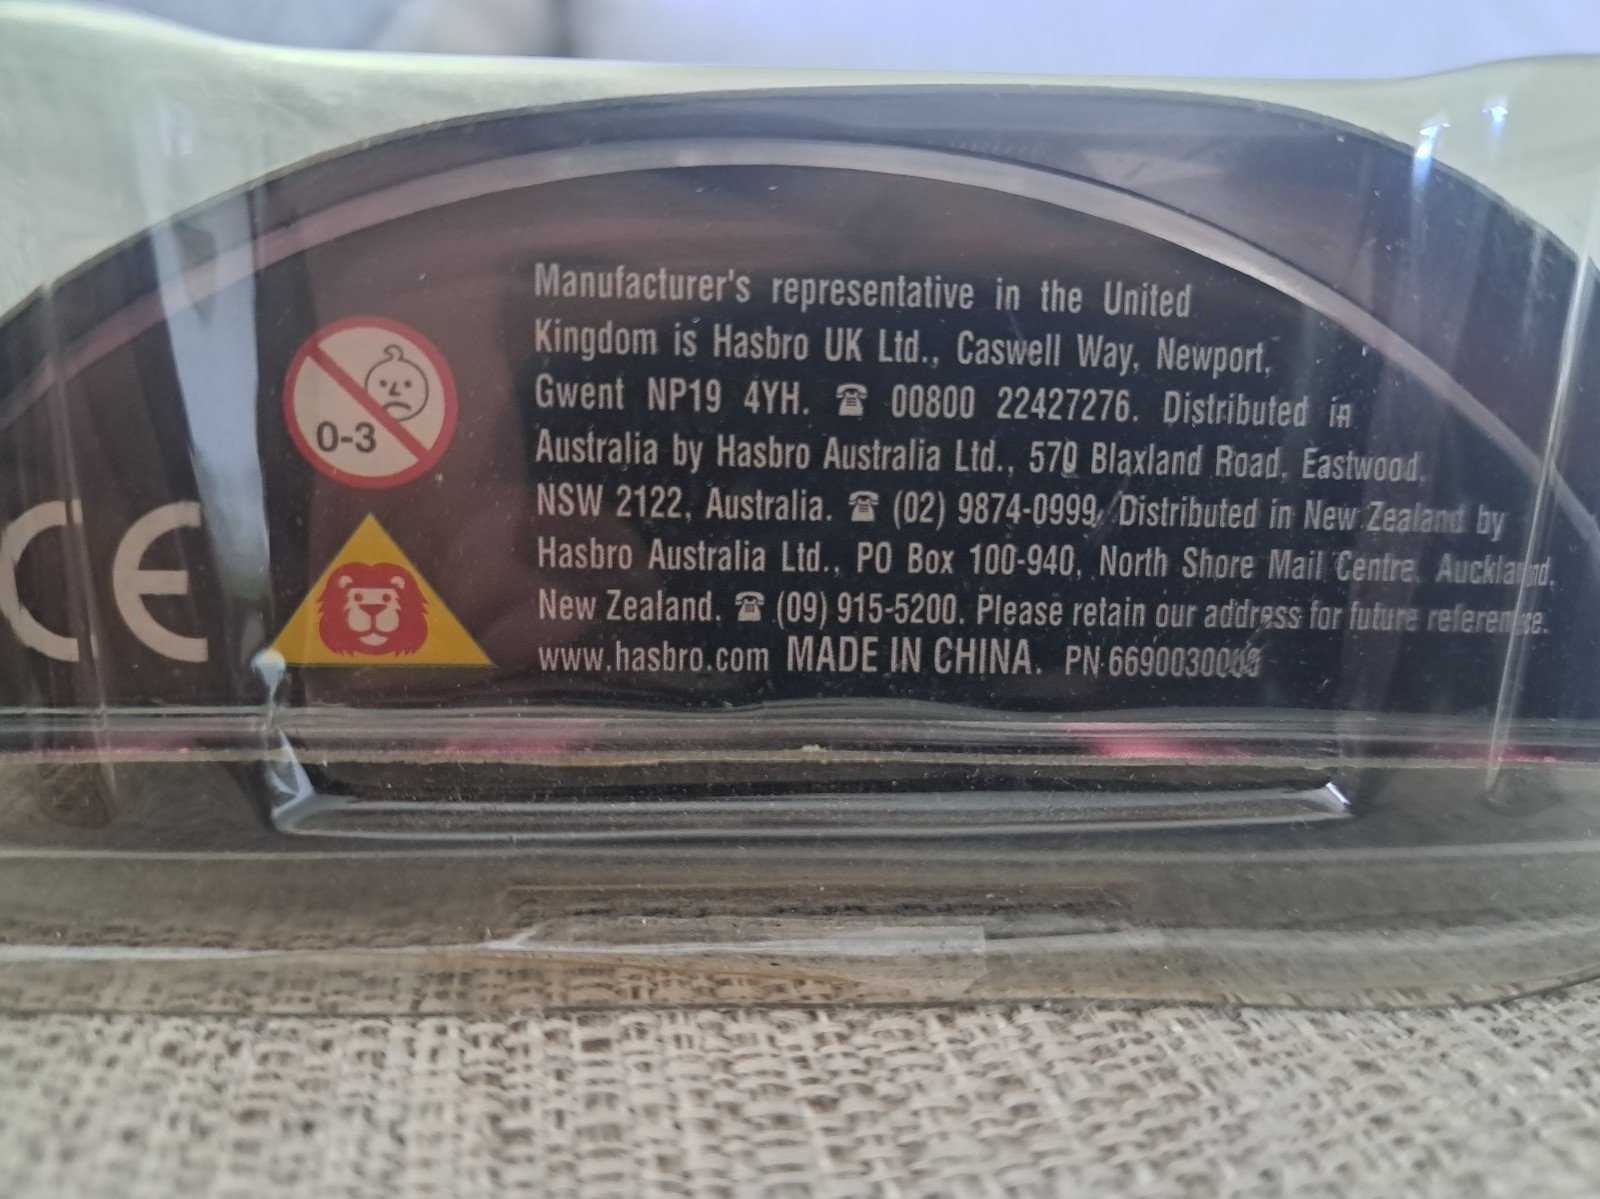 Manufacturer's representative in the United
Kingdom is Hasbro UK Ltd., Caswell Way, Newport,
Gwent NP19 4YH. ☎ 00800 22427276. Distributed in
Australia by Hasbro Australia Ltd., 570 Blaxland Road, Eastwood,
NSW 2122, Australia. ☎ (02) 9874-0999. Distributed in New Zealand by
Hasbro Australia Ltd., PO Box 100-940, North Shore Mail Centre, Auckland,
New Zealand. ☎ (09) 915-5200. Please retain our address for future reference.
www.hasbro.com MADE IN CHINA. PN
0-3
CE